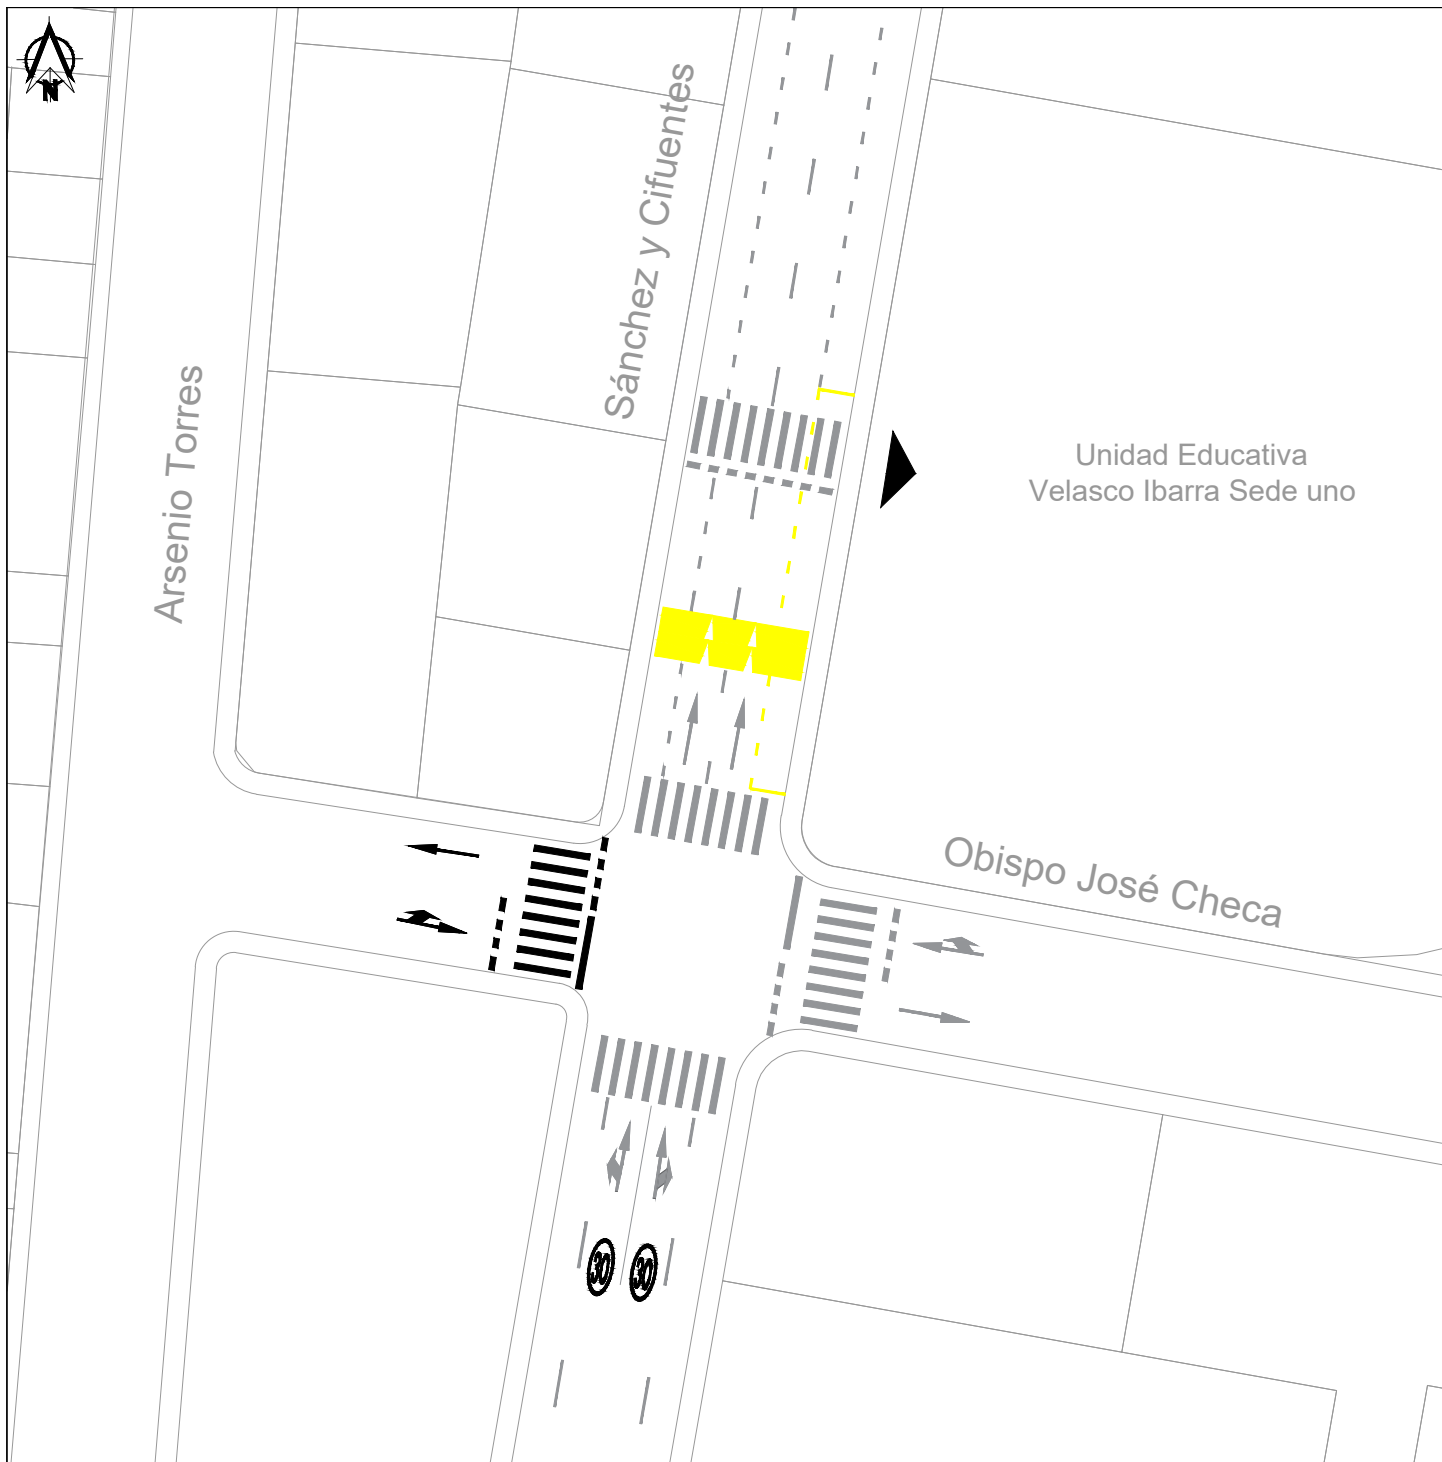 N
Sánchez y Cifuentes
Arsenio Torres
Unidad Educativa
Velasco Ibarra Sede uno
Obispo José Checa
30
30